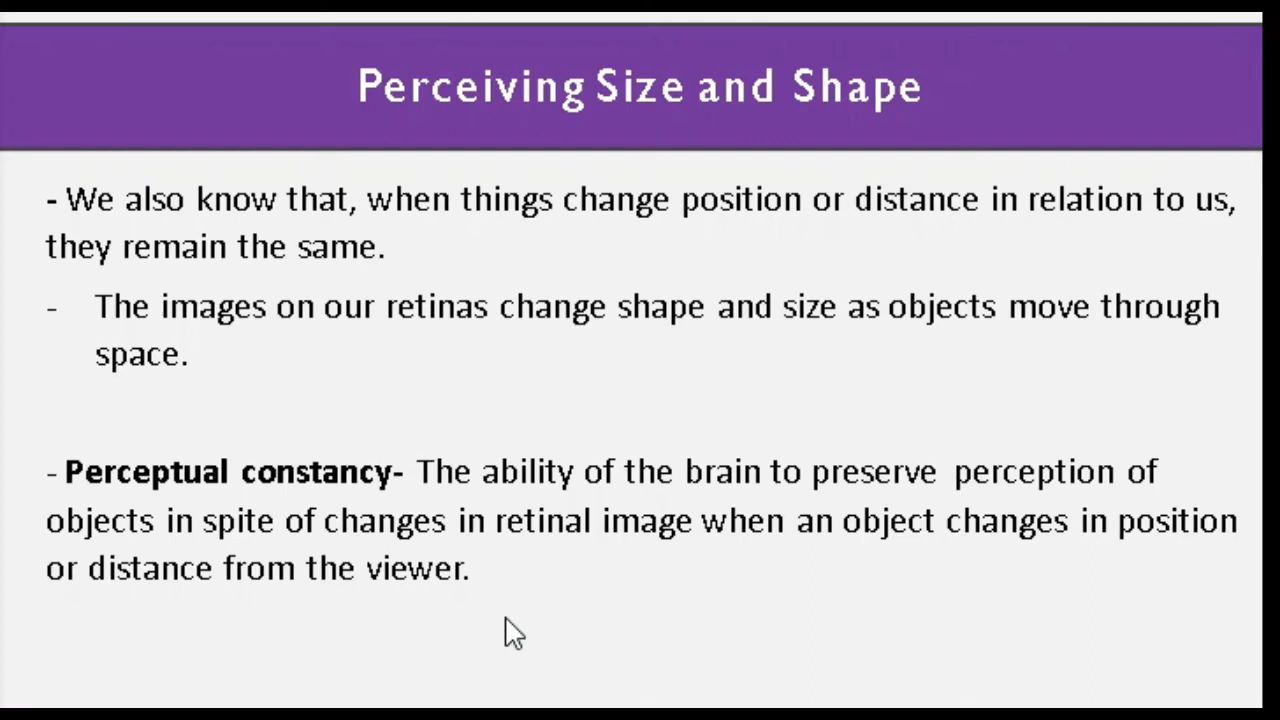 Perceiving Size and Shape
- We also know that, when things change position or distance in relation to us,
they remain the same.
- The images on our retinas change shape and size as objects move through
space.
- Perceptual constancy- The ability of the brain to preserve perception of
objects in spite of changes in retinal image when an object changes in position
or distance from the viewer.